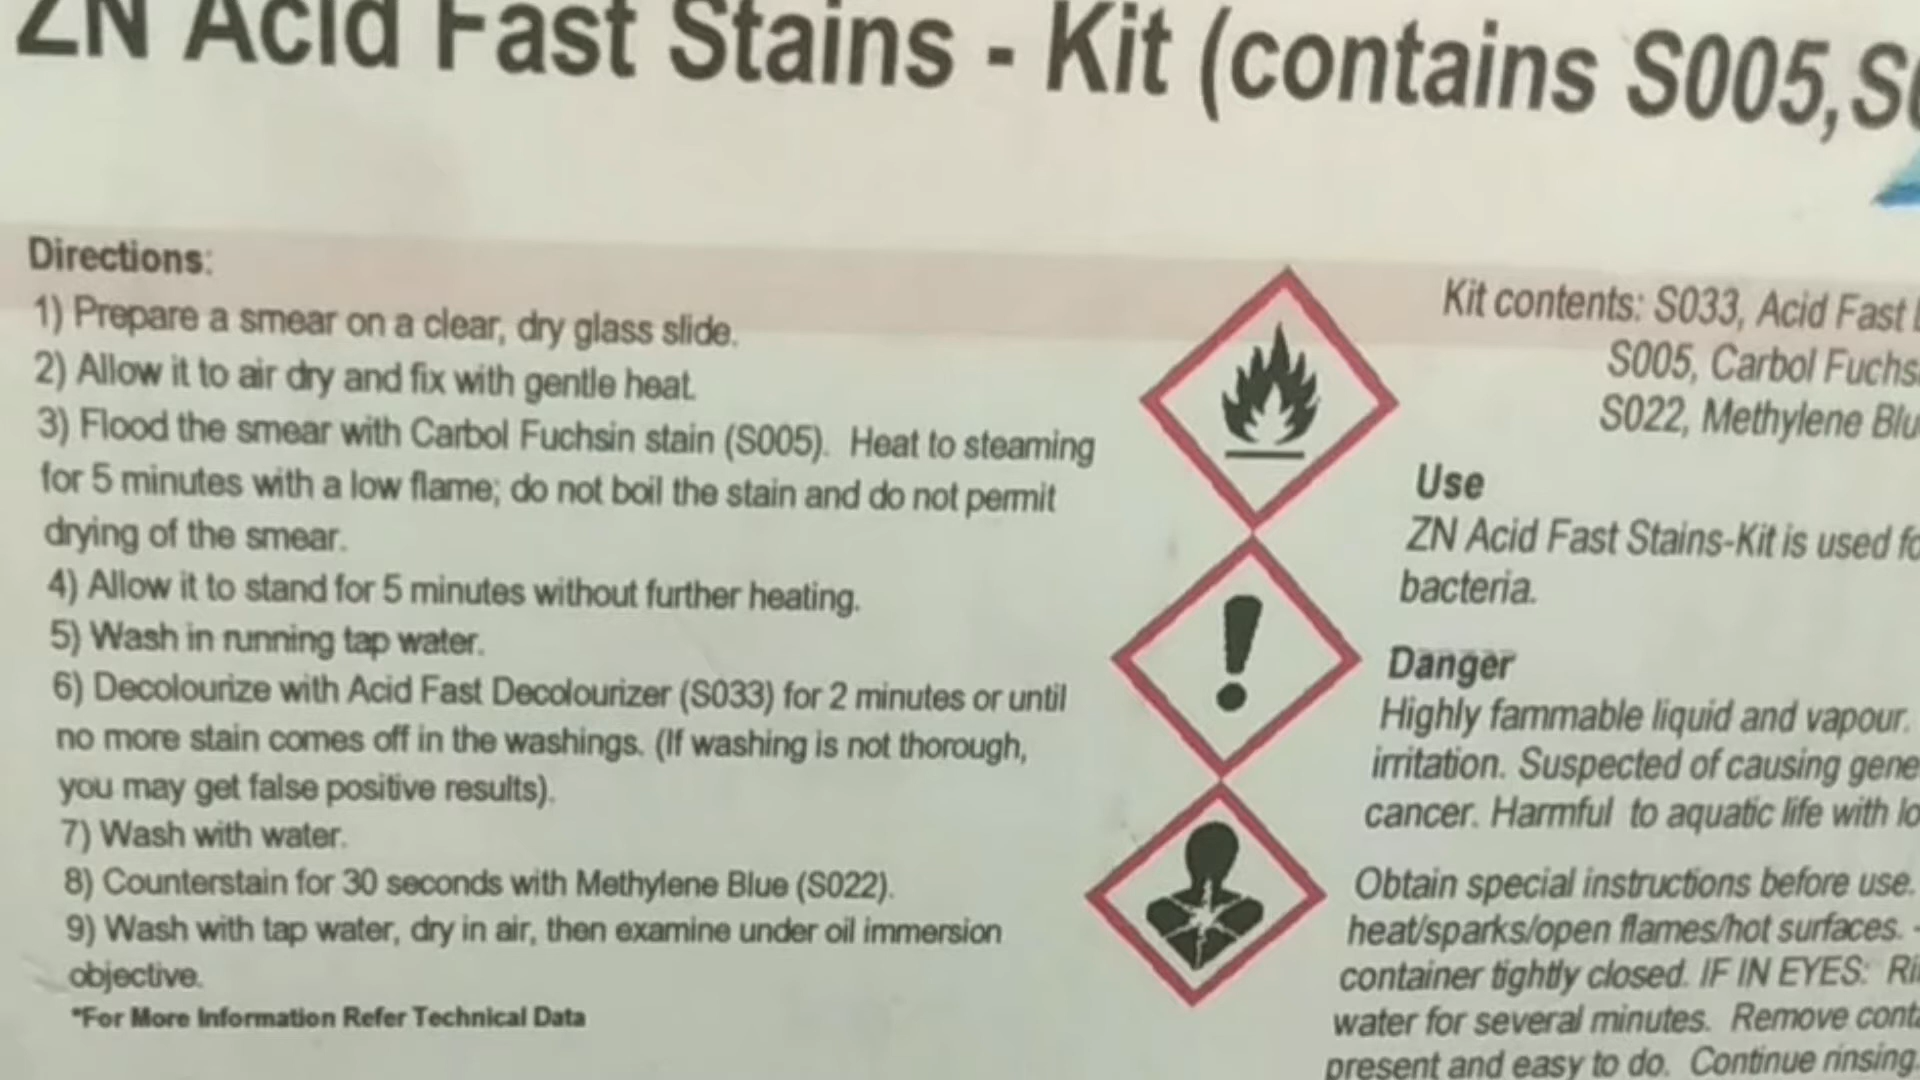 ZN Acid Fast Stains - Kit (contains S005,
Directions:
1) Prepare a smear on a clear, dry glass slide.
2) Allow it to air dry and fix with gentle heat.
3) Flood the smear with Carbol Fuchsin stain (S005). Heat to steaming
for 5 minutes with a low flame; do not boil the stain and do not permit
drying of the smear.
4) Allow it to stand for 5 minutes without further heating.
5) Wash in running tap water.
6) Decolourize with Acid Fast Decolourizer (S033) for 2 minutes or until
no more stain comes off in the washings. (If washing is not thorough,
you may get false positive results).
7) Wash with water.
8) Counterstain for 30 seconds with Methylene Blue (S022).
9) Wash with tap water, dry in air, then examine under oil immersion
objective.
*For More Information Refer Technical Data
Kit contents: S033, Acid Fast
S005, Carbol
S022, Methylene
Use
ZN Acid Fast Stains-Kit is used
bacteria.
Danger
Highly fammable liquid and vapour.
irritation. Suspected of causing
cancer. Harmful to aquatic life with
Obtain special instructions before use.
heat/sparks/open flames/hot surfaces. -
container tightly closed. IF IN EYES:
water for several minutes. Remove
present and easy to do. Continue rinsing.